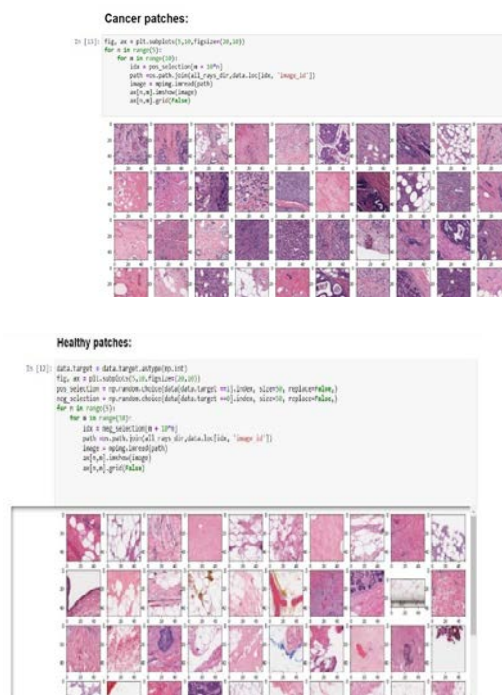 Cancer patches:
In [13]: fig, ax = plt.subplots(5,10,figsize=(20,10))
for n in range(5):
for m in range(10):
idx = pos_selection[m + 10*n]
path =os.path.join(all_rays_dir,data.loc[idx, 'image_id'])
image = mpimg.imread(path)
ax[n,m].imshow(image)
ax[n,m].grid(False)
Healthy patches:
In [12]: data.target = data.target.astype(np.int)
fig, ax = plt.subplots(5,10,figsize=(20,10))
pos_selection = np.random.choice(data[data.target ==1].index, size=50, replace=False,)
neg_selection = np.random.choice(data[data.target ==0].index, size=50, replace=False,)
for n in range(5):
for m in range(10):
idx = neg_selection[m + 10*n]
path =os.path.join(all_rays_dir,data.loc[idx, 'image_id'])
image = mpimg.imread(path)
ax[n,m].imshow(image)
ax[n,m].grid(False)